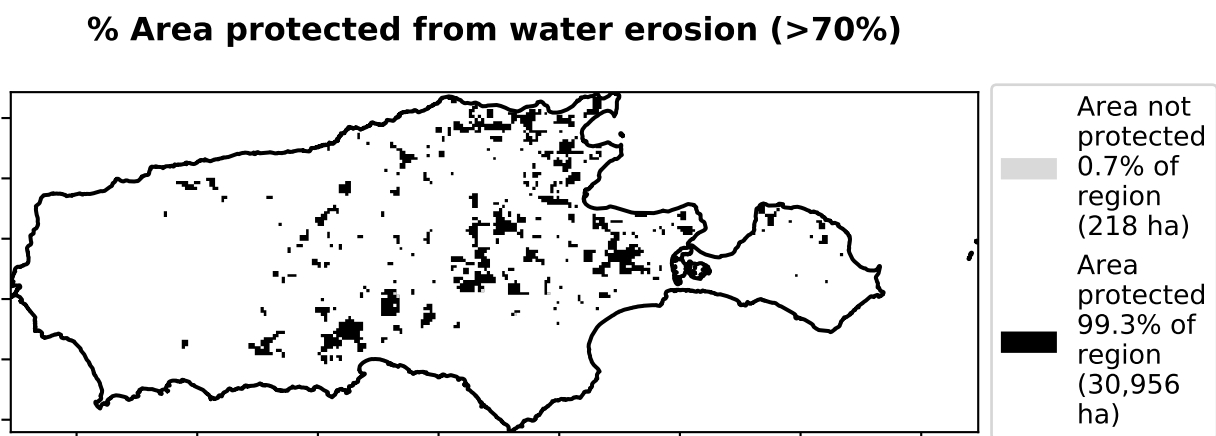 % Area protected from water erosion (>70%)
Area not
protected
0.7% of
region
(218 ha)
Area
protected
99.3% of
region
(30,956
ha)